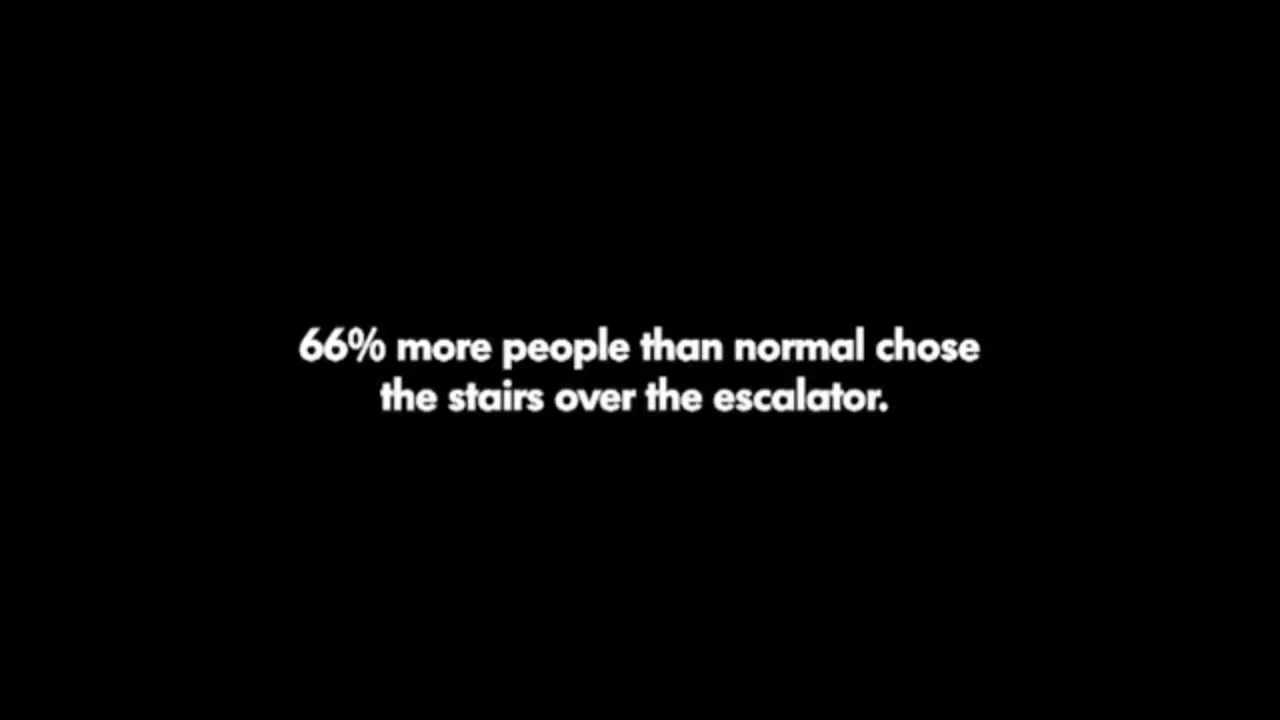 66% more people than normal chose
the stairs over the escalator.